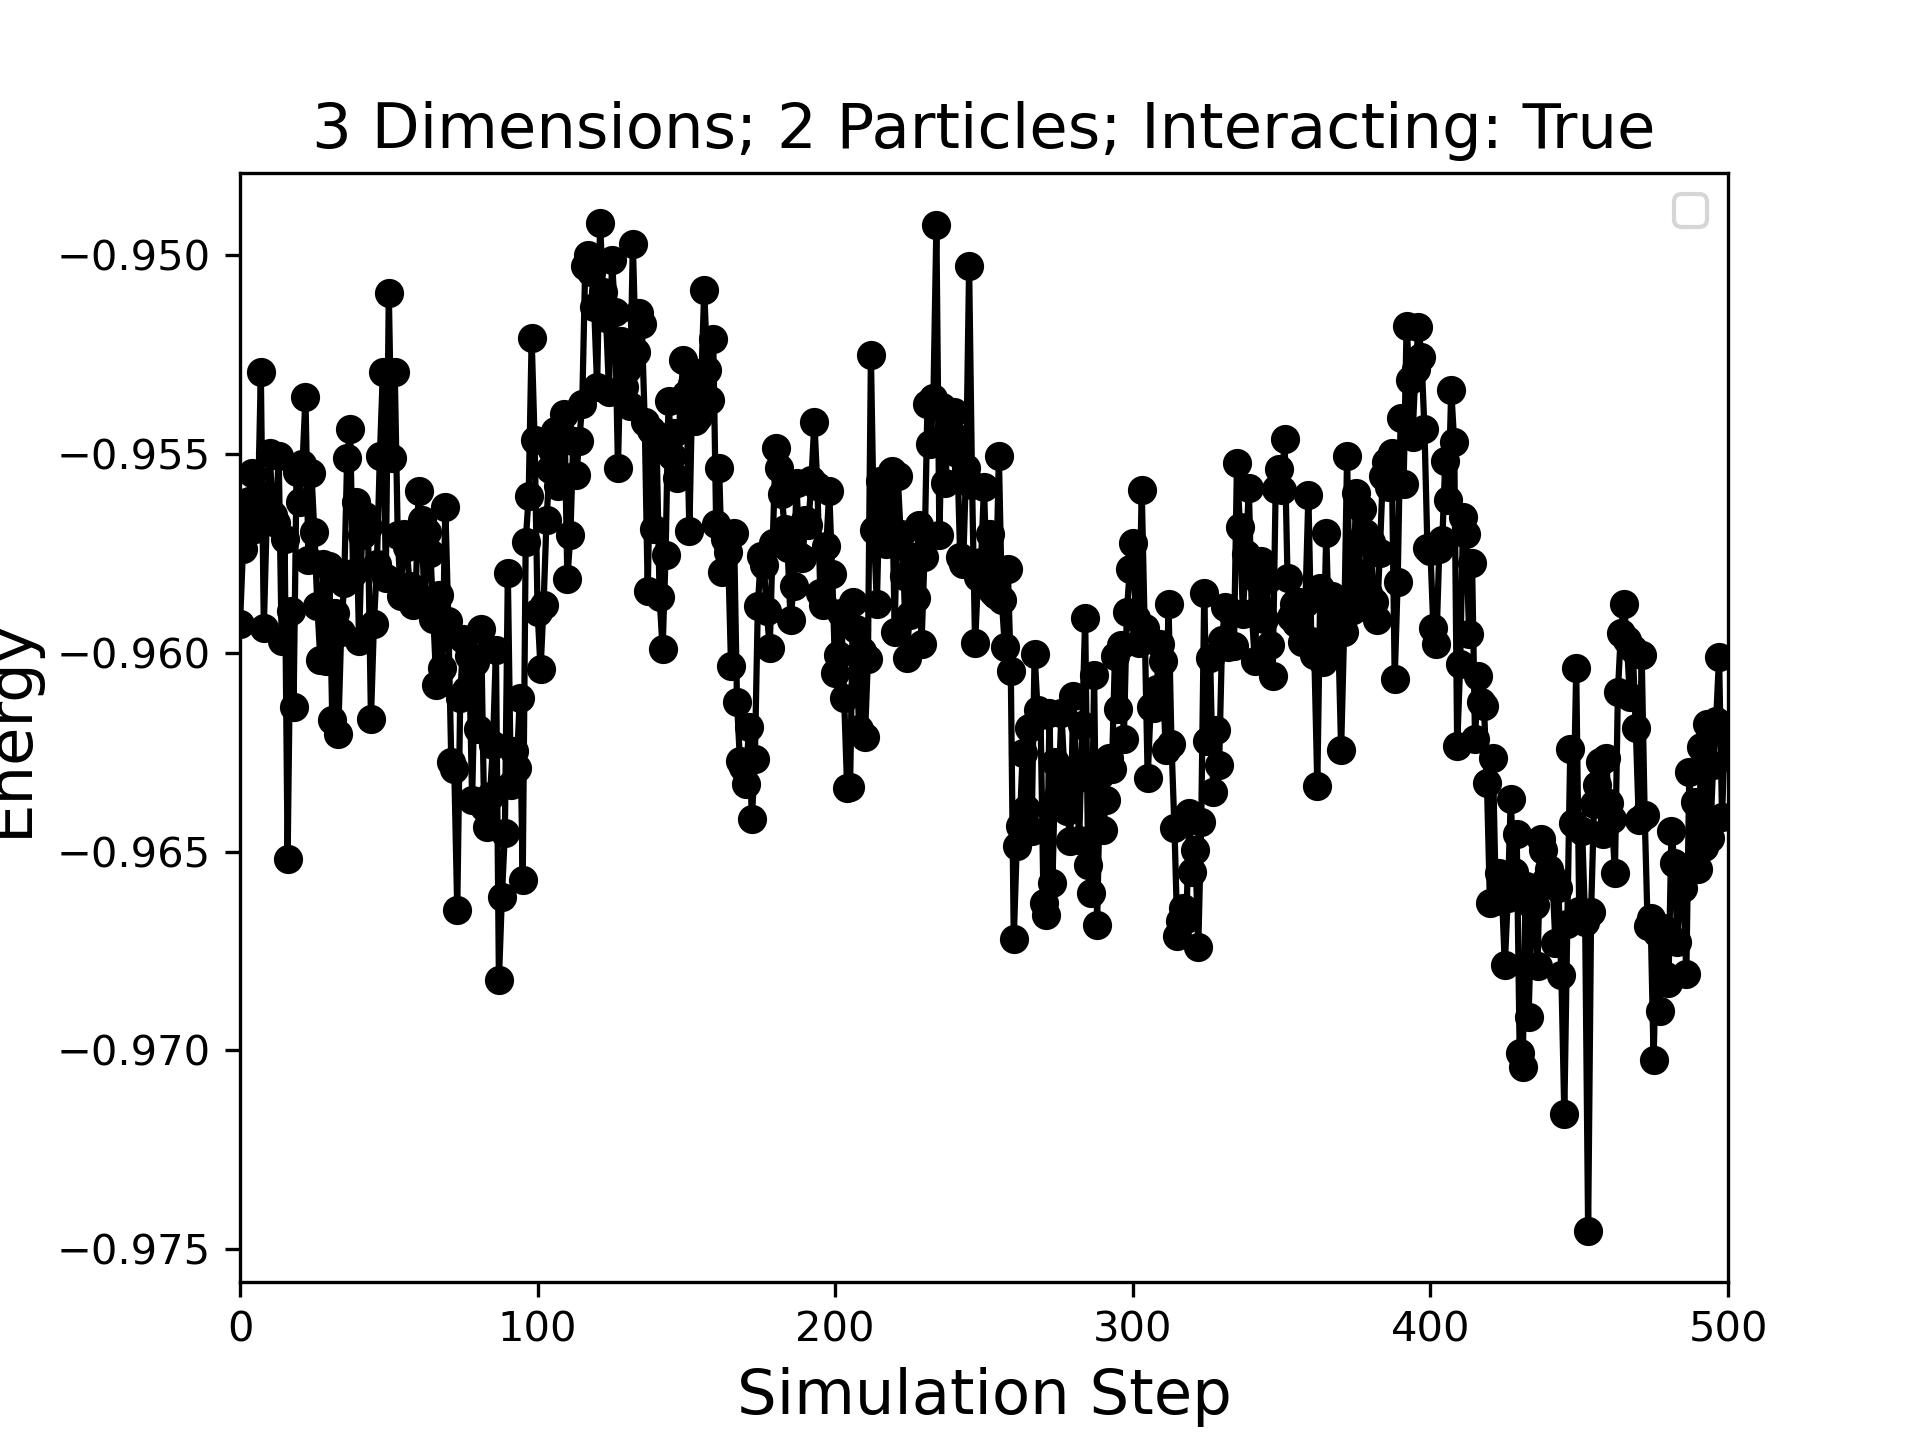 3 Dimensions; 2 Particles; Interacting: True
−0.950
−0.955
−0.960
−0.965
−0.970
−0.975
Energy
0 100 200 300 400 500
Simulation Step